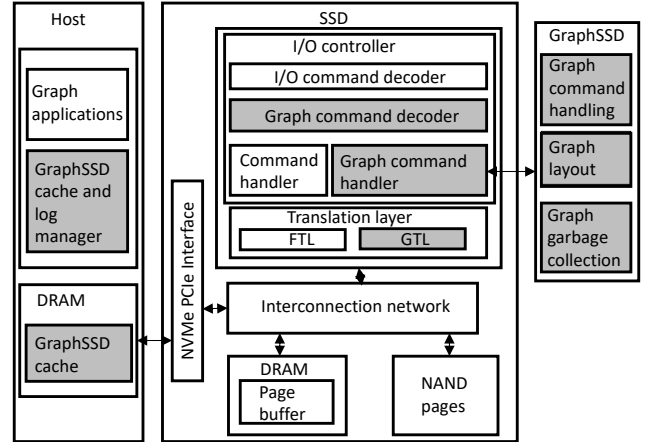 Host
Graph
applications
GraphSSD
cache and
log
manager
DRAM
GraphSSD
cache
NVMe PCIe Interface
SSD
I/O controller
I/O command decoder
Graph command decoder
Command
handler
Graph command
handler
Translation layer
FTL
GTL
Interconnection network
DRAM
Page
buffer
NAND
pages
GraphSSD
Graph
command
handling
Graph
layout
Graph
garbage
collection